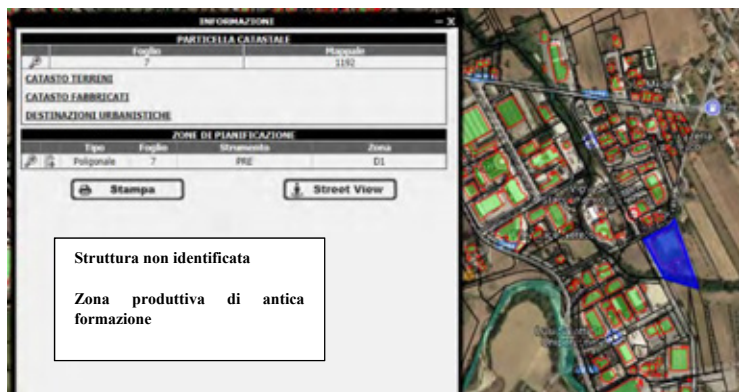 INFORMAZIONI - X
PARTICELLA CATASTALE
Foglio Mappale
7 1192
CATASTO TERRENI
CATASTO FABBRICATI
DESTINAZIONI URBANISTICHE
ZONE DI PIANIFICAZIONE
Tipo Foglio Strumento Zona
Poligonale 7 PRE D1
Stampa Street View
Struttura non identificata
Zona produttiva di antica
formazione